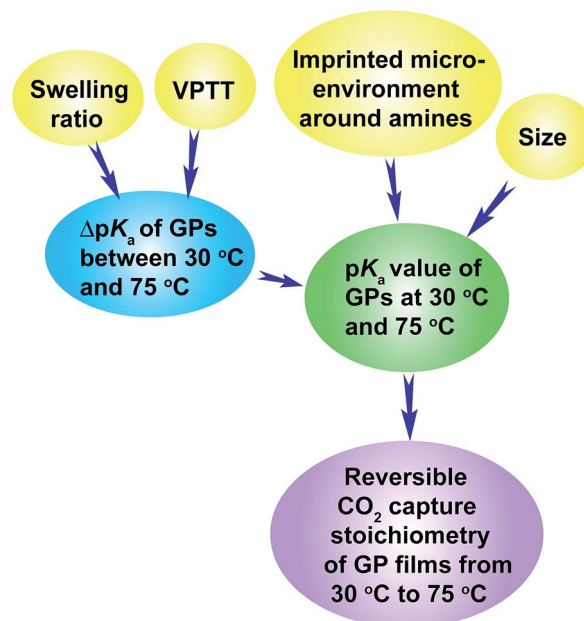 Swelling
ratio
VPTT
Imprinted micro-
environment
around amines
Size
ΔpKₐ of GPs
between 30 °C
and 75 °C
pKₐ value of
GPs at 30 °C
and 75 °C
Reversible
CO₂ capture
stoichiometry
of GP films from
30 °C to 75 °C